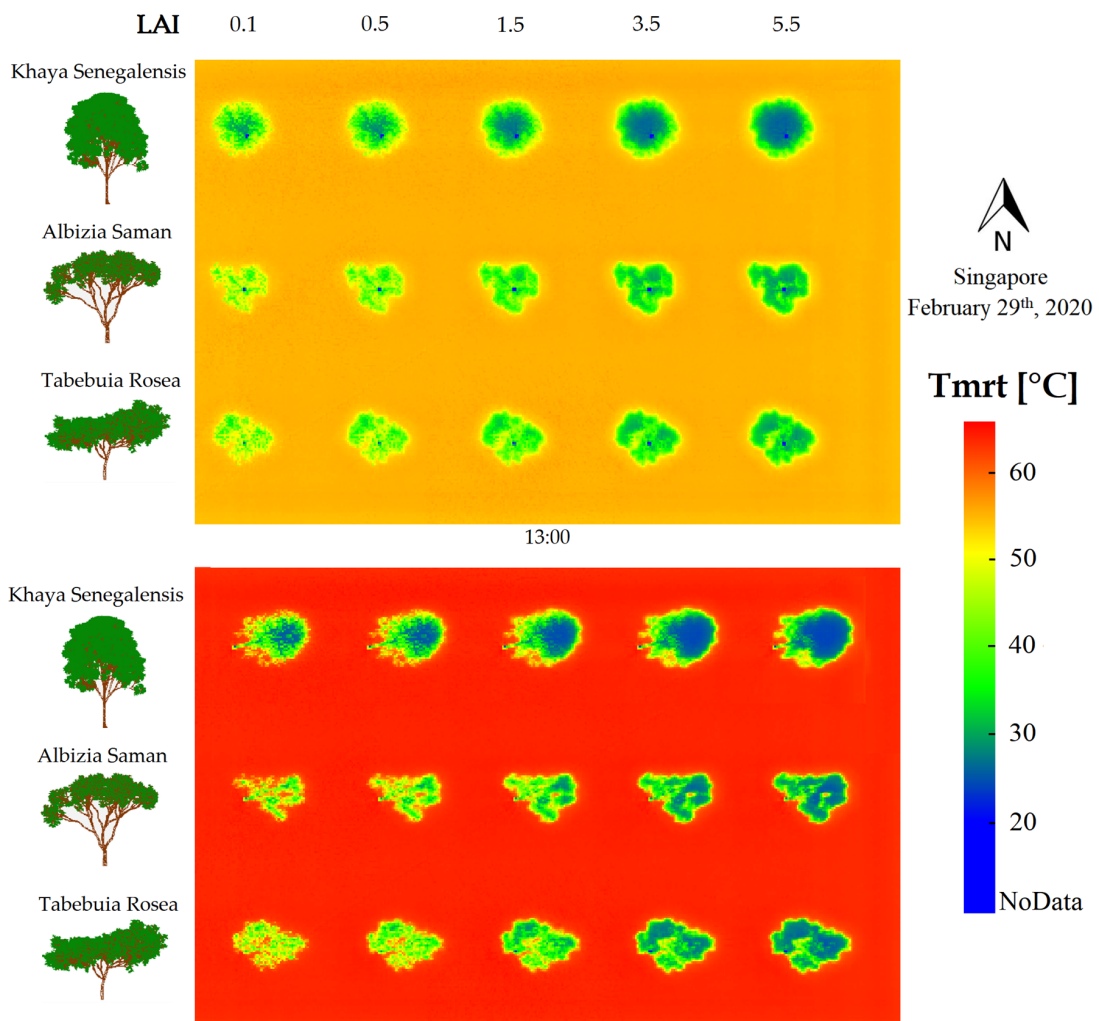 LAI 0.1 0.5 1.5 3.5 5.5
Khaya Senegalensis
Albizia Saman
Tabebuia Rosea
N
Singapore
February 29th, 2020
Tmrt [°C]
60
50
40
30
20
NoData
13:00
Khaya Senegalensis
Albizia Saman
Tabebuia Rosea